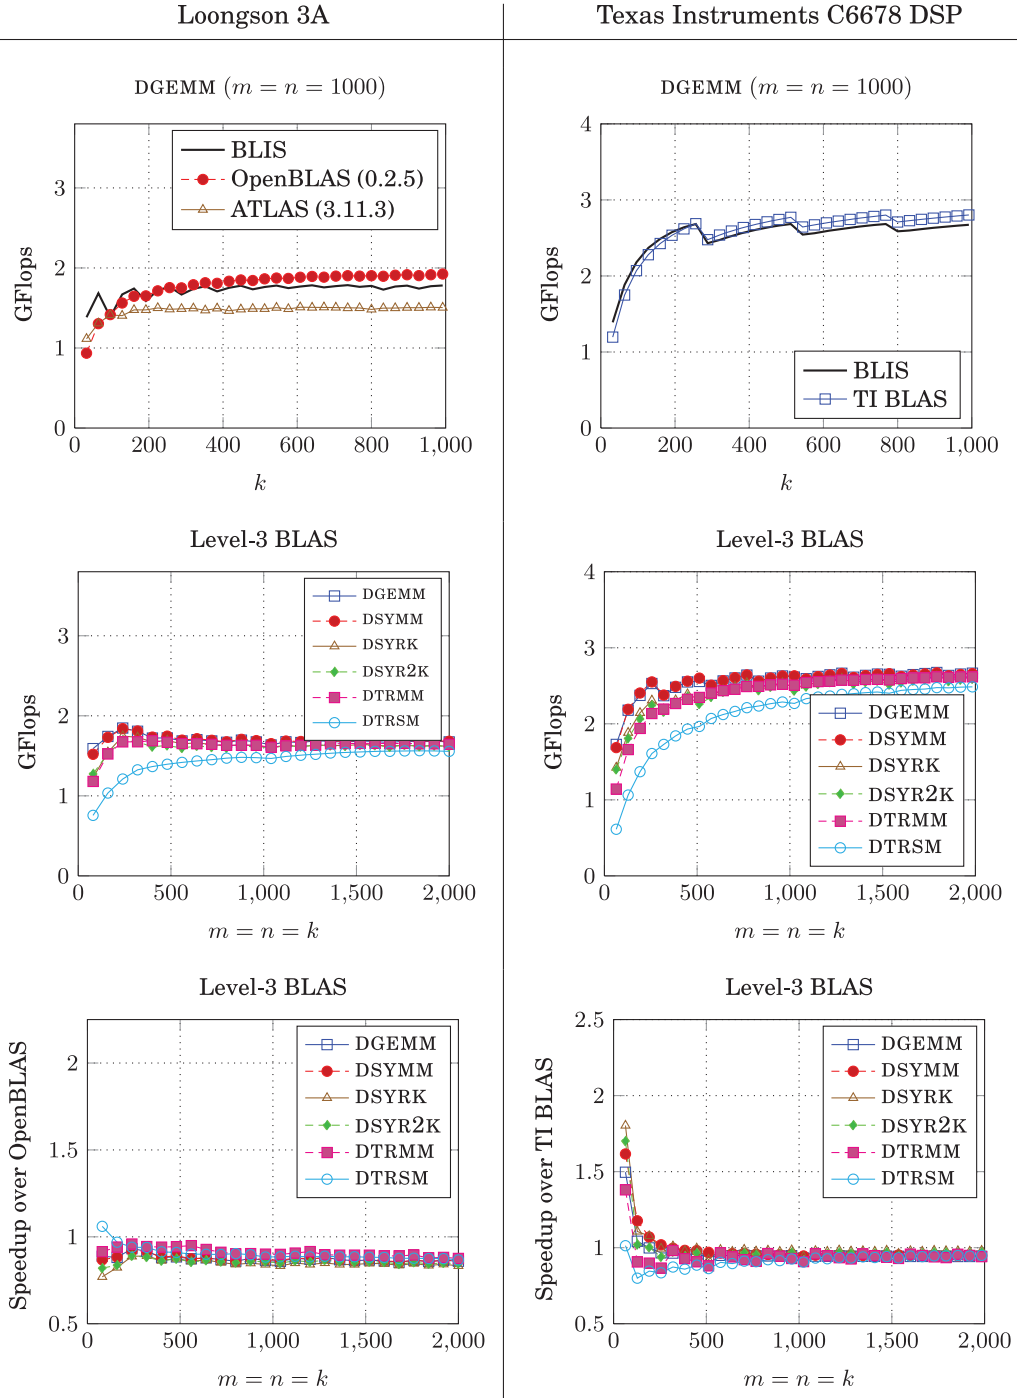 Loongson 3A
Texas Instruments C6678 DSP
DGEMM (m = n = 1000)
GFlops
3
2
1
0
BLIS
OpenBLAS (0.2.5)
ATLAS (3.11.3)
0 200 400 600 800 1,000
k
DGEMM (m = n = 1000)
GFlops
4
3
2
1
0
BLIS
TI BLAS
0 200 400 600 800 1,000
k
Level-3 BLAS
GFlops
3
2
1
0
DGEMM
DSYMM
DSYRK
DSYR2K
DTRMM
DTRSM
0 500 1,000 1,500 2,000
m = n = k
Level-3 BLAS
GFlops
4
3
2
1
0
DGEMM
DSYMM
DSYRK
DSYR2K
DTRMM
DTRSM
0 500 1,000 1,500 2,000
m = n = k
Level-3 BLAS
Speedup over OpenBLAS
2
1.5
1
0.5
DGEMM
DSYMM
DSYRK
DSYR2K
DTRMM
DTRSM
0 500 1,000 1,500 2,000
m = n = k
Level-3 BLAS
Speedup over TI BLAS
2.5
2
1.5
1
0.5
DGEMM
DSYMM
DSYRK
DSYR2K
DTRMM
DTRSM
0 500 1,000 1,500 2,000
m = n = k